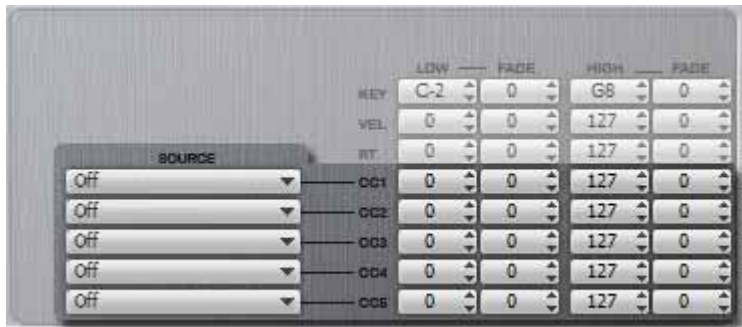 LOW FADE HIGH FADE
KEY C-2 0 G8 0
VEL 0 0 127 0
SOURCE
RT. 0 0 127 0
Off CC1 0 0 127 0
Off CC2 0 0 127 0
Off CC3 0 0 127 0
Off CC4 0 0 127 0
Off CC5 0 0 127 0